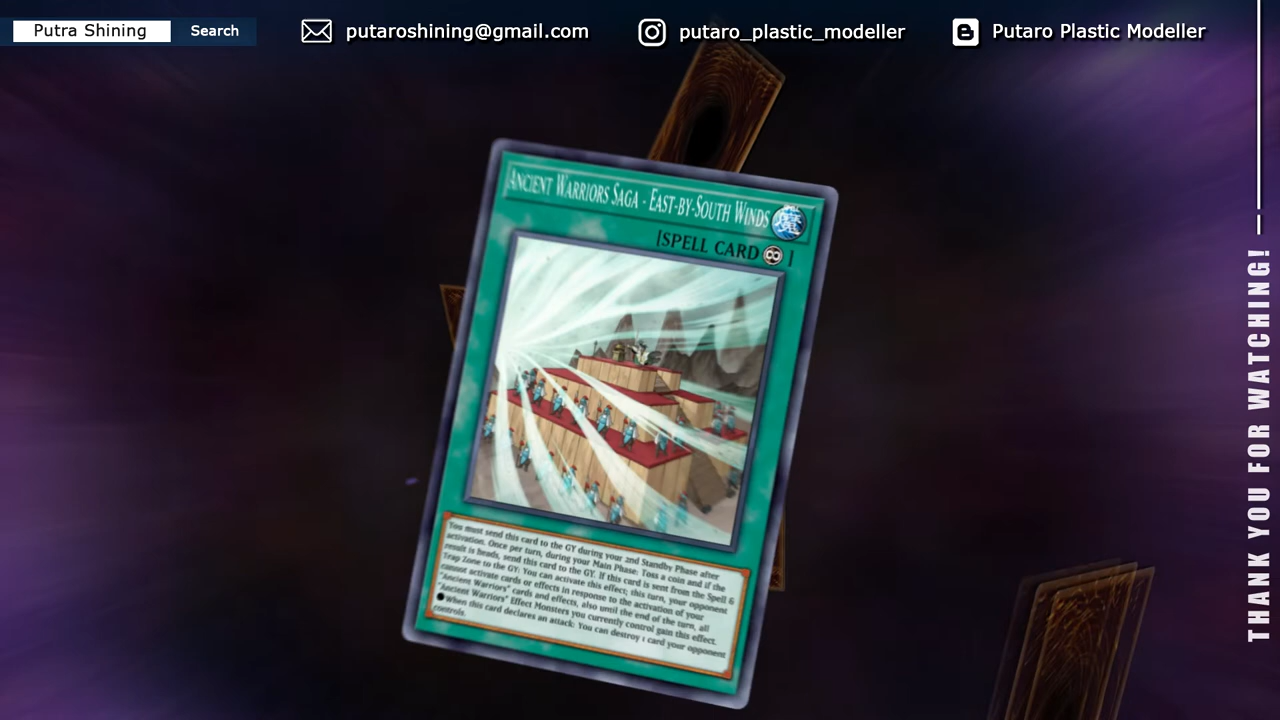 Putra Shining
Search
putaroshining@gmail.com
putaro_plastic_modeller
Putaro Plastic Modeller
ANCIENT WARRIORS SAGA - EAST-BY-SOUTH WINDS
[SPELL CARD ]
You must send this card to the GY during your 2nd Standby Phase after
activation. Once per turn, during your Main Phase: Toss a coin and if the
result is heads, send this card to the GY. If this card is sent from the Spell &
Trap Zone to the GY: You can activate this effect; this turn, your opponent
cannot activate cards or effects in response to the activation of your
"Ancient Warriors" cards and effects, also until the end of the turn, all
"Ancient Warriors" Effect Monsters you currently control gain this effect.
●When this card declares an attack: You can destroy 1 card your opponent
controls.
THANK YOU FOR WATCHING!